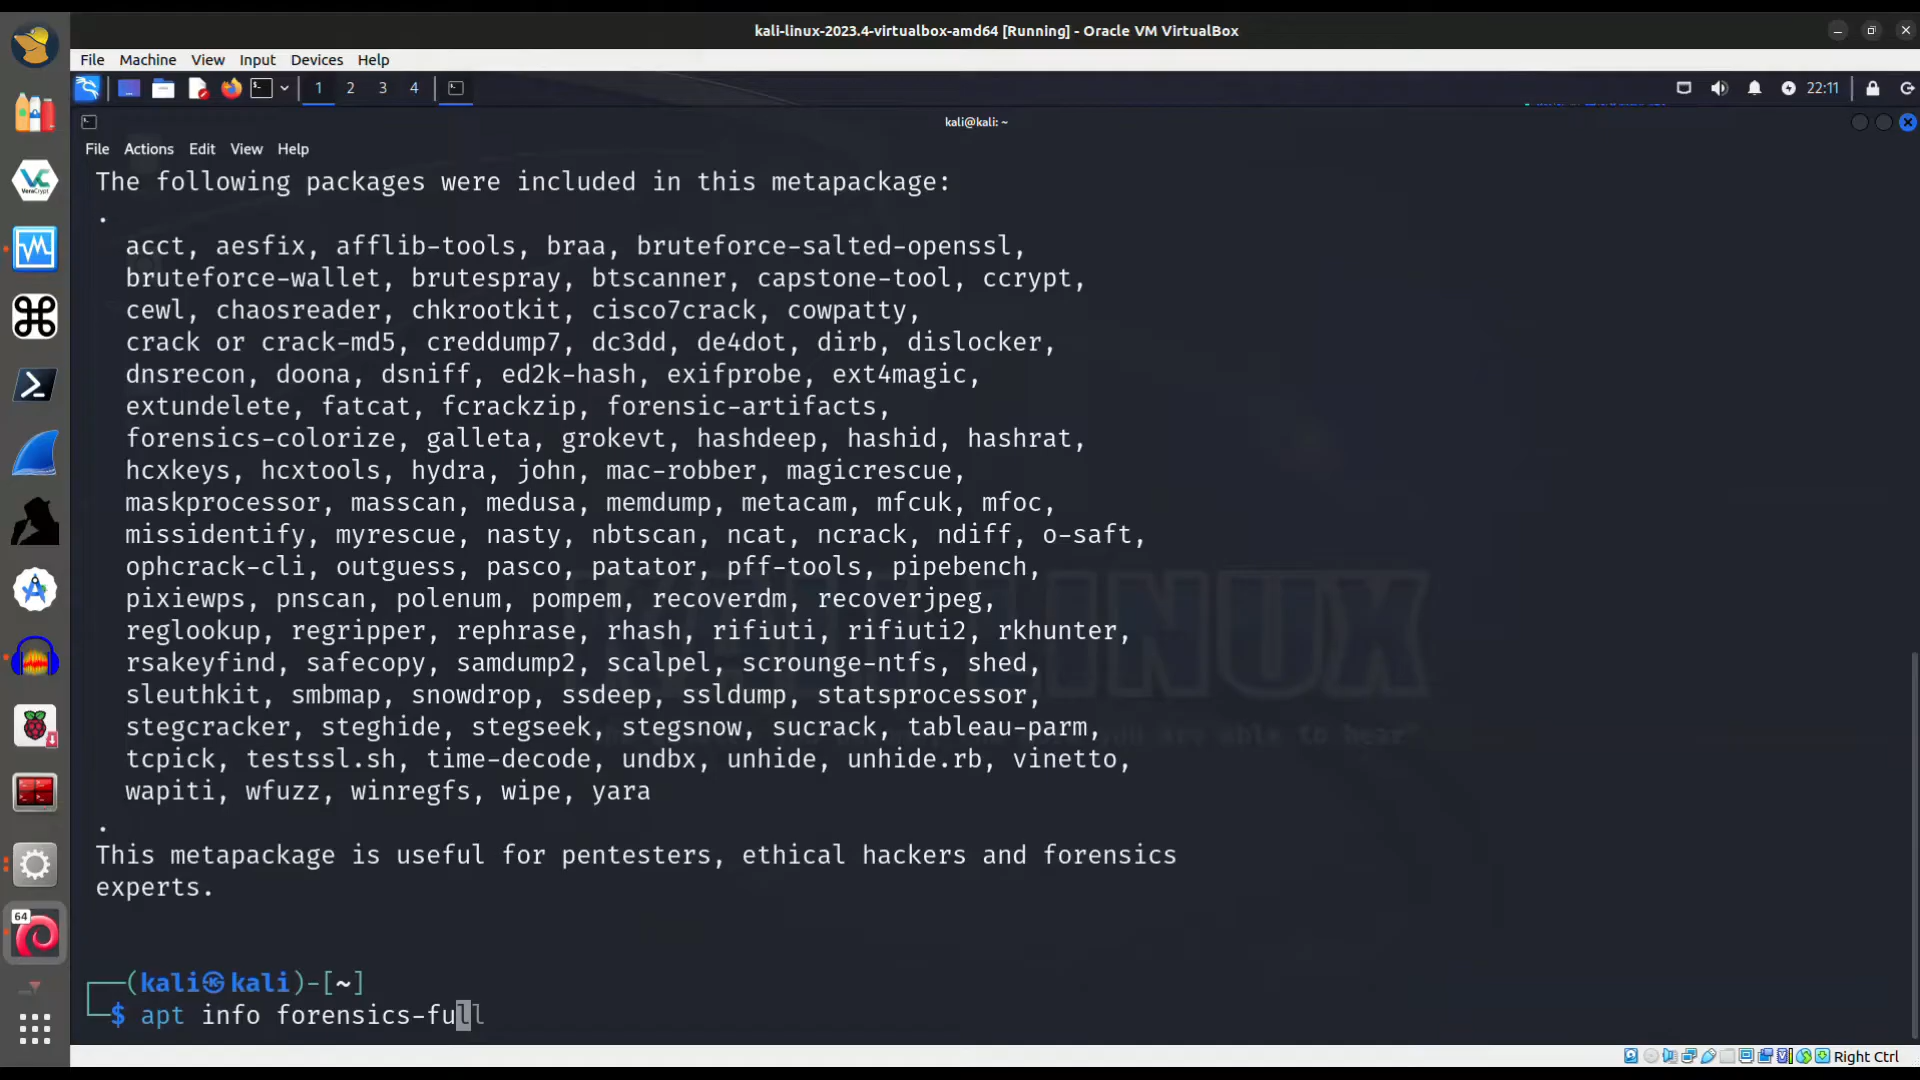 kali-linux-2023.4-virtualbox-amd64 [Running] - Oracle VM VirtualBox
File Machine View Input Devices Help
1 2 3 4 22:11
kali@kali: ~
File Actions Edit View Help
The following packages were included in this metapackage:
.
acct, aesfix, afflib-tools, braa, bruteforce-salted-openssl,
bruteforce-wallet, brutespray, btscanner, capstone-tool, ccrypt,
cewl, chaosreader, chkrootkit, cisco7crack, cowpatty,
crack or crack-md5, creddump7, dc3dd, de4dot, dirb, dislocker,
dnsrecon, doona, dsniff, ed2k-hash, exifprobe, ext4magic,
extundelete, fatcat, fcrackzip, forensic-artifacts,
forensics-colorize, galleta, grokevt, hashdeep, hashid, hashrat,
hcxkeys, hcxtools, hydra, john, mac-robber, magicrescue,
maskprocessor, masscan, medusa, memdump, metacam, mfcuk, mfoc,
missidentify, myrescue, nasty, nbtscan, ncat, ncrack, ndiff, o-saft,
ophcrack-cli, outguess, pasco, patator, pff-tools, pipebench,
pixiewps, pnscan, polenum, pompem, recoverdm, recoverjpeg,
reglookup, regripper, rephrase, rhash, rifiuti, rifiuti2, rkhunter,
rsakeyfind, safecopy, samdump2, scalpel, scrounge-ntfs, shed,
sleuthkit, smbmap, snowdrop, ssdeep, ssldump, statsprocessor,
stegcracker, steghide, stegseek, stegsnow, sucrack, tableau-parm,
tcpick, testssl.sh, time-decode, undbx, unhide, unhide.rb, vinetto,
wapiti, wfuzz, winregfs, wipe, yara
.
This metapackage is useful for pentesters, ethical hackers and forensics
experts.
┌──(kali㉿kali)-[~]
└─$ apt info forensics-full
64
VC
KALI LINUX
able to hear"
Right Ctrl